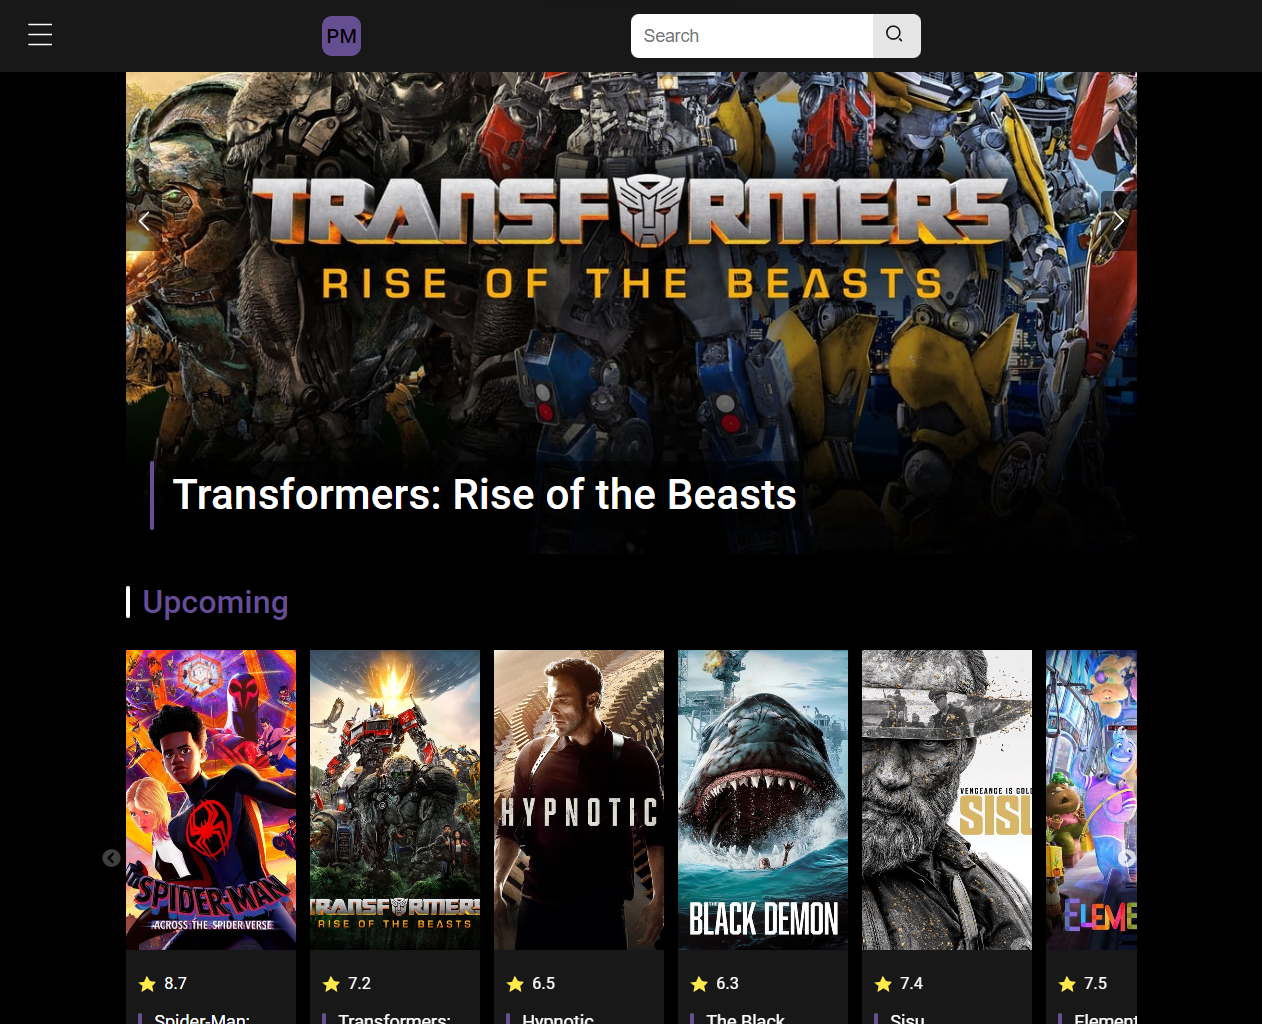 PM
Search
TRANSFORMERS
RISE OF THE BEASTS
Transformers: Rise of the Beasts
Upcoming
SPIDER-MAN
ACROSS THE SPIDER-VERSE
TRANSFORMERS
RISE OF THE BEASTS
HYPNOTIC
THE
BLACK DEMON
VENGEANCE IS GOLD
SISU
ELEME
8.7
7.2
6.5
6.3
7.4
7.5
Spider-Man:
Transformers:
Hypnotic
The Black
Sisu
Element